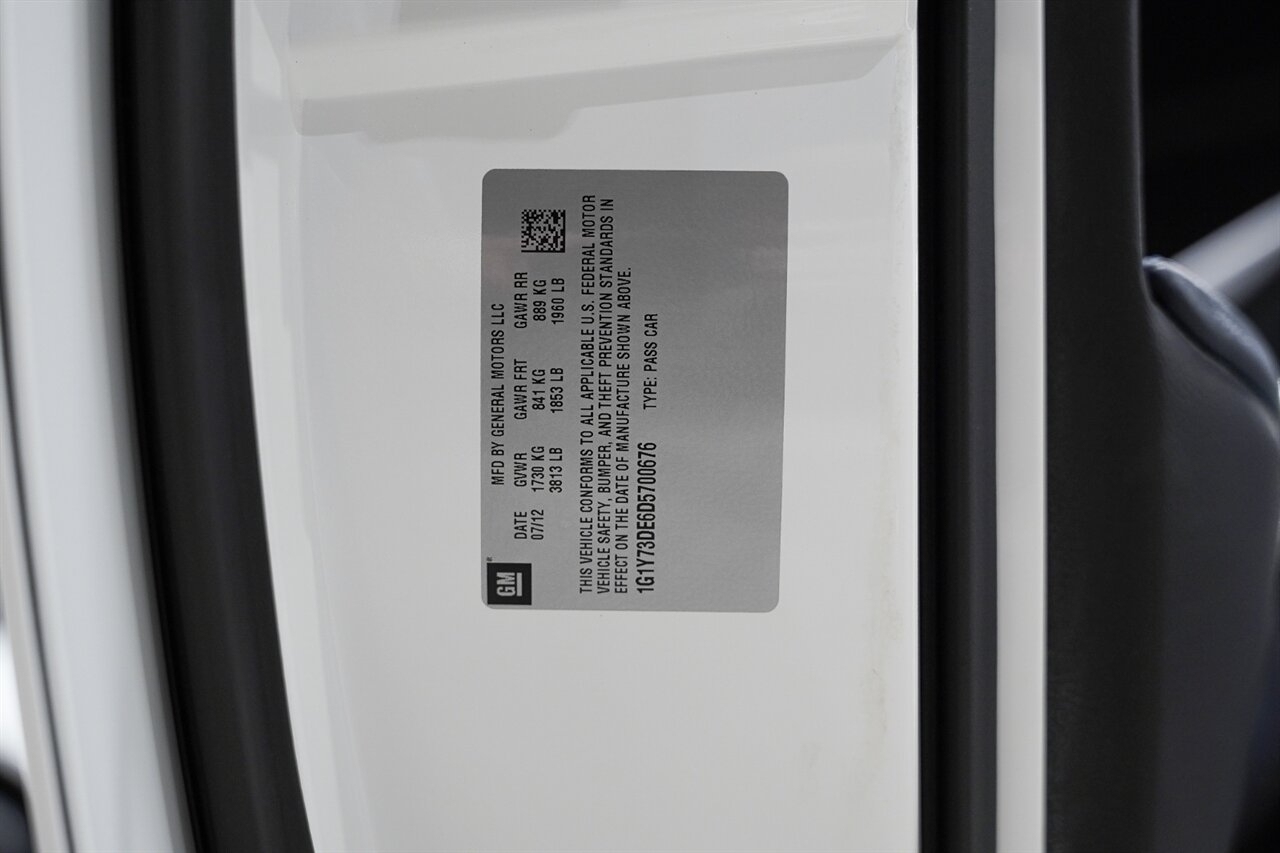 GM
MFD BY GENERAL MOTORS LLC
DATE GVWR GAWR FRT GAWR RR
07/12 1730 KG 841 KG 889 KG
3813 LB 1853 LB 1960 LB
THIS VEHICLE CONFORMS TO ALL APPLICABLE U.S. FEDERAL MOTOR
VEHICLE SAFETY, BUMPER, AND THEFT PREVENTION STANDARDS IN
EFFECT ON THE DATE OF MANUFACTURE SHOWN ABOVE.
1G1Y73DE6D5700676 TYPE: PASS CAR